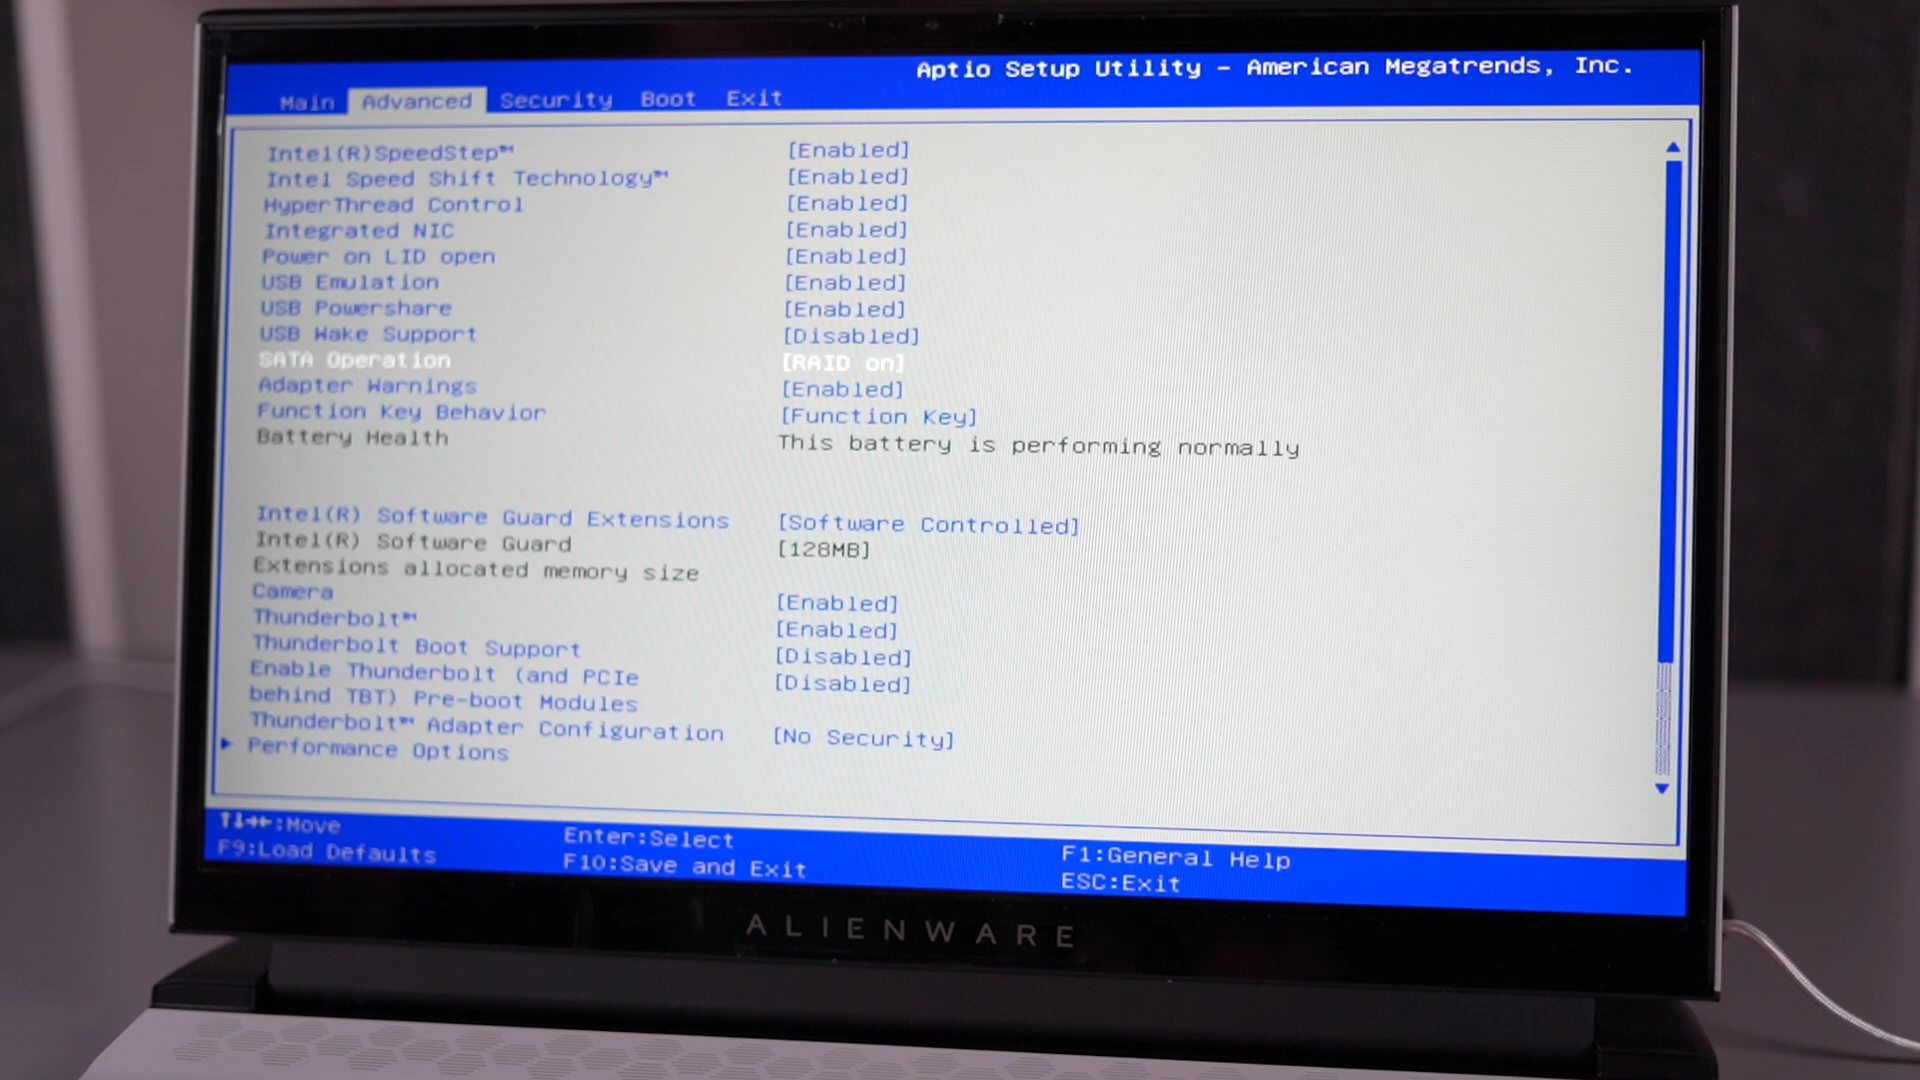 Aptio Setup Utility – American Megatrends, Inc.
Main Advanced Security Boot Exit
Intel(R)SpeedStep™ [Enabled]
Intel Speed Shift Technology™ [Enabled]
HyperThread Control [Enabled]
Integrated NIC [Enabled]
Power on LID open [Enabled]
USB Emulation [Enabled]
USB Powershare [Enabled]
USB Wake Support [Disabled]
SATA Operation [RAID on]
Adapter Warnings [Enabled]
Function Key Behavior [Function Key]
Battery Health This battery is performing normally
Intel(R) Software Guard Extensions [Software Controlled]
Intel(R) Software Guard [128MB]
Extensions allocated memory size
Camera [Enabled]
Thunderbolt™ [Enabled]
Thunderbolt Boot Support [Disabled]
Enable Thunderbolt (and PCIe [Disabled]
behind TBT) Pre-boot Modules
Thunderbolt™ Adapter Configuration [No Security]
Performance Options
↑↓→←:Move Enter:Select F1:General Help
F9:Load Defaults F10:Save and Exit ESC:Exit
ALIENWARE